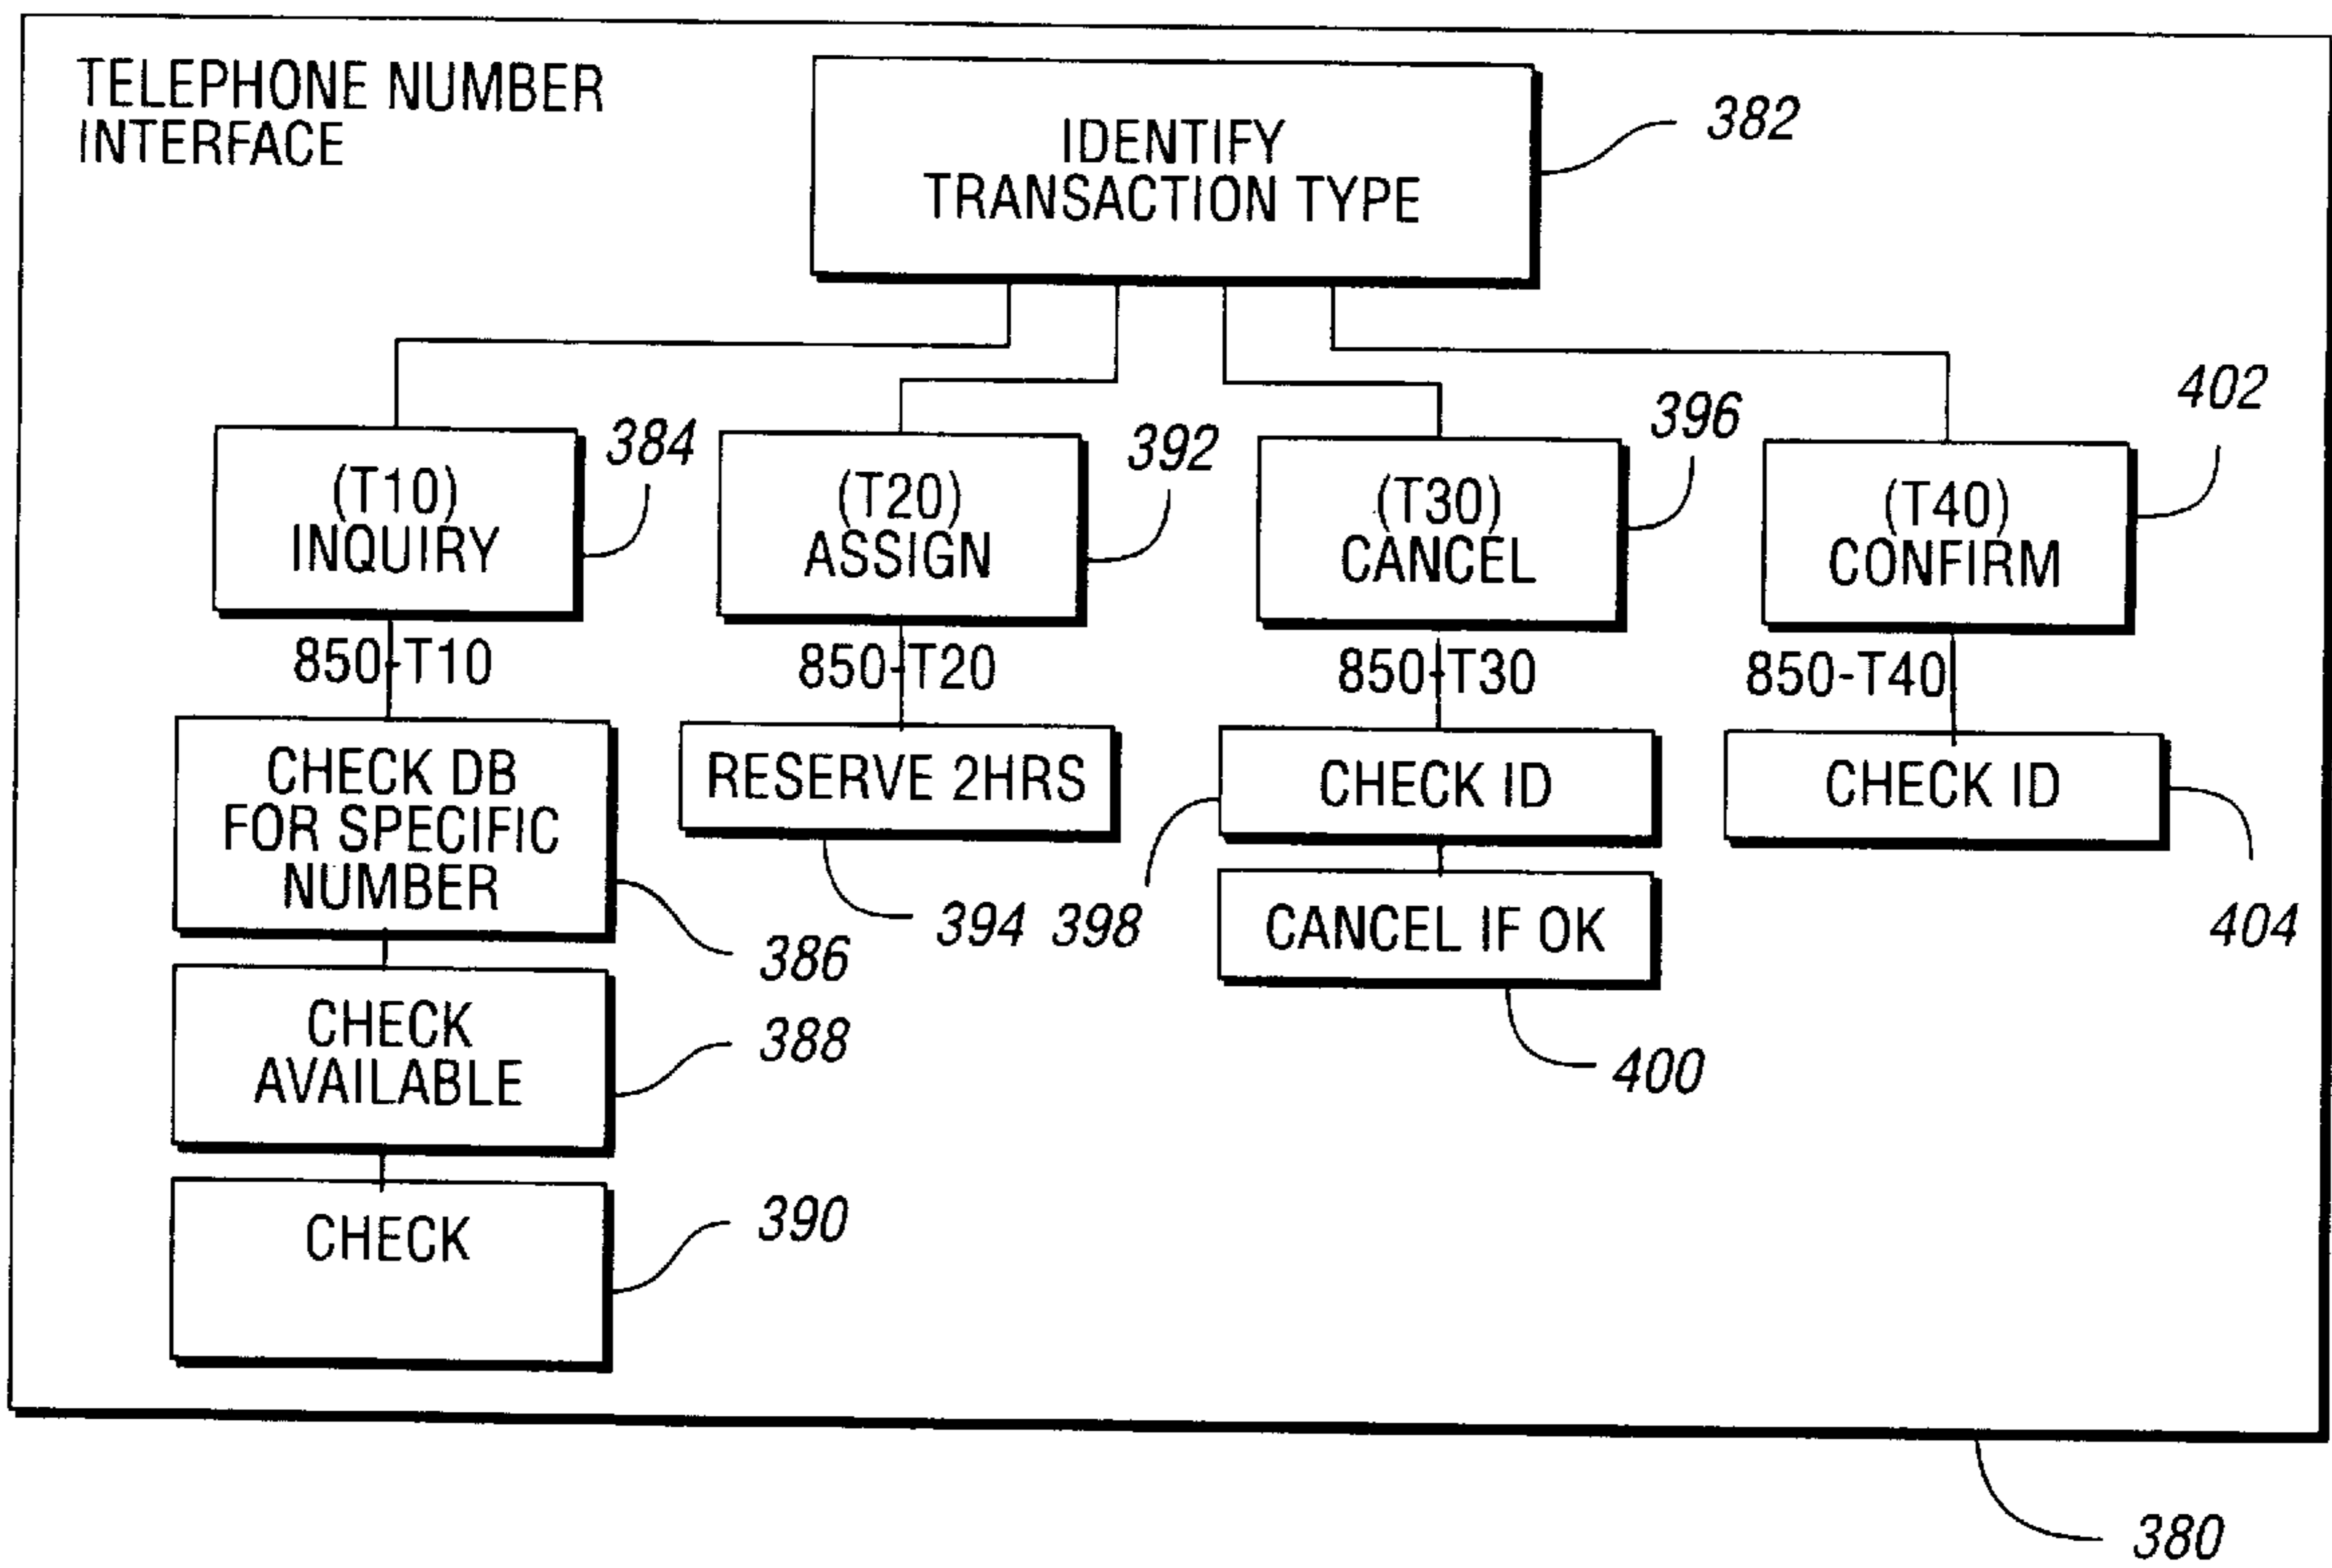 TELEPHONE NUMBER
INTERFACE
IDENTIFY
TRANSACTION TYPE
382
(T10)
INQUIRY
384
(T20)
ASSIGN
392
(T30)
CANCEL
396
(T40)
CONFIRM
402
850-T10
850-T20
850-T30
850-T40
CHECK DB
FOR SPECIFIC
NUMBER
386
RESERVE 2HRS
394
CHECK ID
398
CHECK ID
404
CANCEL IF OK
400
CHECK
AVAILABLE
388
CHECK
390
380